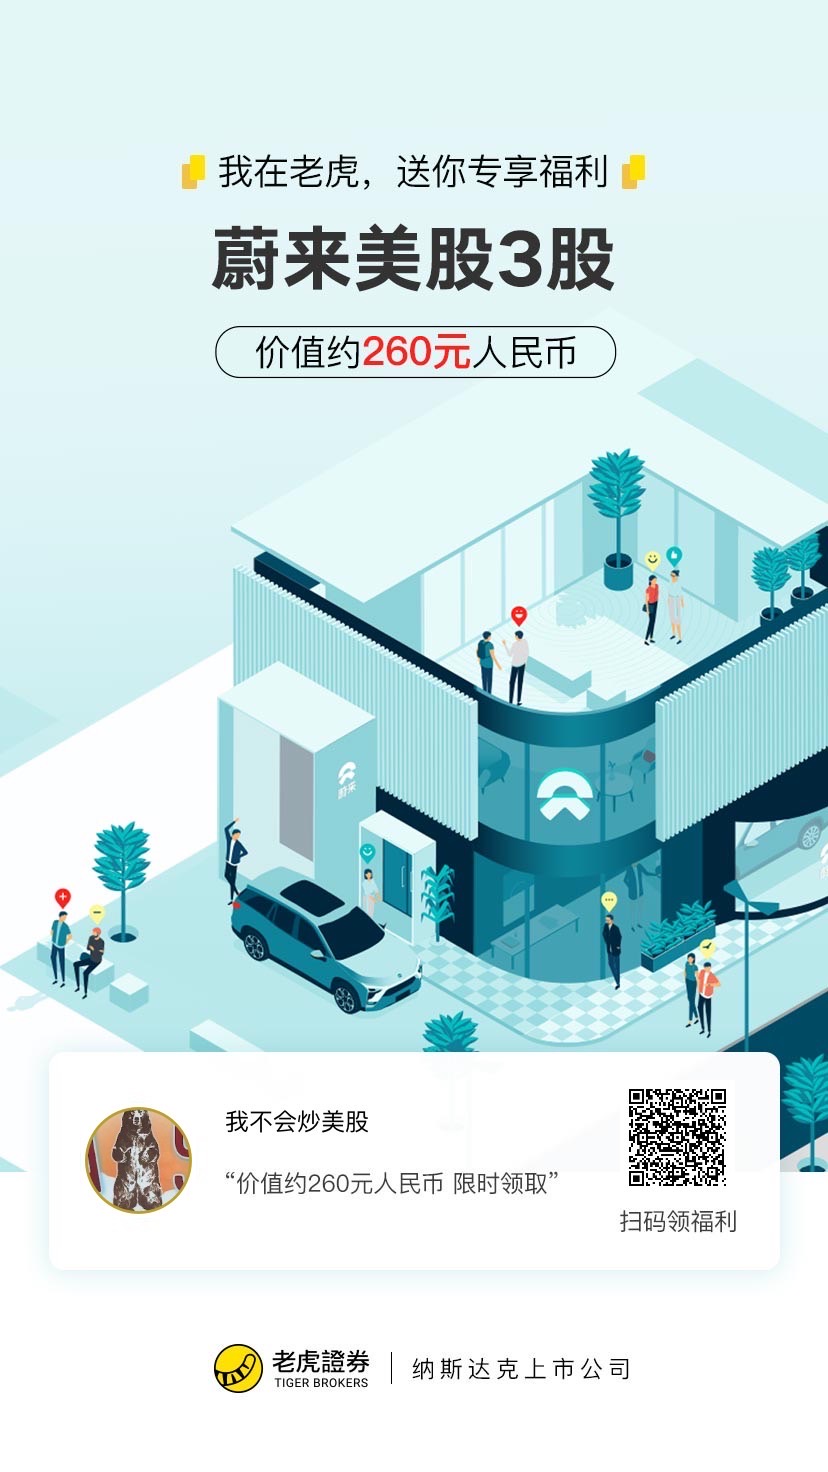 我在老虎，送你专享福利
蔚来美股3股
价值约260元人民币
蔚来
我不会炒美股
“价值约260元人民币 限时领取”
扫码领福利
老虎證券
TIGER BROKERS
纳斯达克上市公司